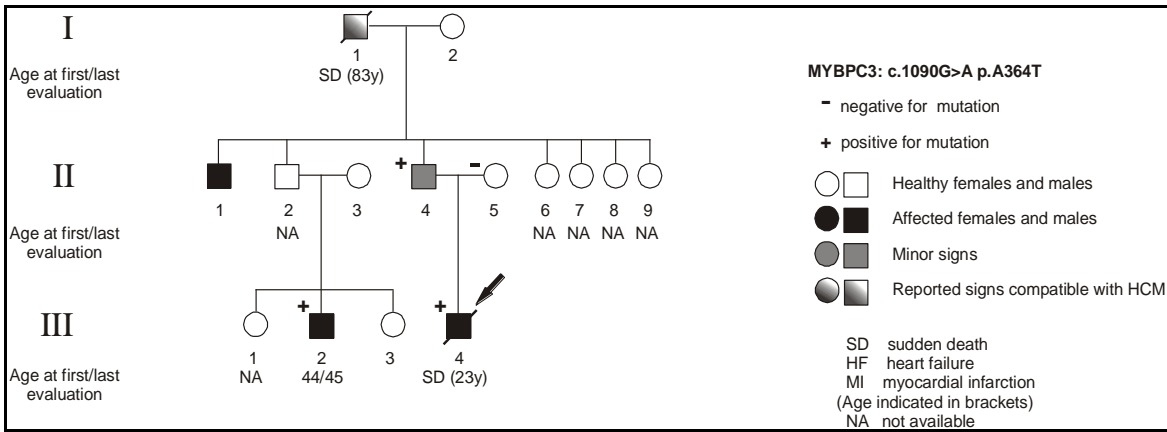 I
1
2
SD (83y)
Age at first/last
evaluation
II
+
-
1
2
3
4
5
6
7
8
9
NA
NA
NA
NA
NA
Age at first/last
evaluation
III
+
+
1
2
3
4
NA
44/45
SD (23y)
Age at first/last
evaluation
MYBPC3: c.1090G>A p.A364T
- negative for mutation
+ positive for mutation
Healthy females and males
Affected females and males
Minor signs
Reported signs compatible with HCM
SD sudden death
HF heart failure
MI myocardial infarction
(Age indicated in brackets)
NA not available